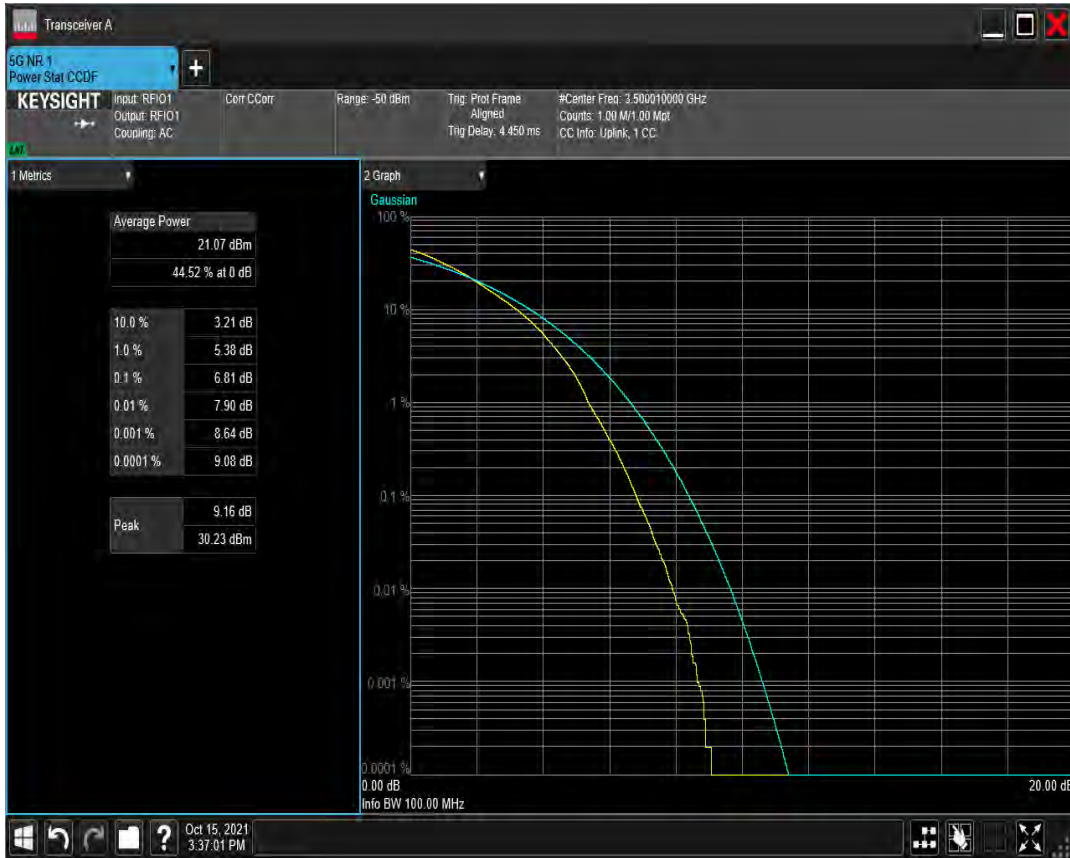 Transceiver A
5G NR 1
Power Stat CCDF
+
KEYSIGHT
Input: RFIO1
Output: RFIO1
Coupling: AC
Corr CCorr
Range: -50 dBm
Trig: Prot Frame
Aligned
Trig Delay: 4.450 ms
#Center Freq: 3.500010000 GHz
Counts: 1.00 M/1.00 Mpt
CC Info: Uplink, 1 CC
1 Metrics
Average Power
21.07 dBm
44.52 % at 0 dB
10.0 % 3.21 dB
1.0 % 5.38 dB
0.1 % 6.81 dB
0.01 % 7.90 dB
0.001 % 8.64 dB
0.0001 % 9.08 dB
Peak
9.16 dB
30.23 dBm
2 Graph
Gaussian
100 %
10 %
1 %
0.1 %
0.01 %
0.001 %
0.0001 %
0.00 dB
20.00 dB
Info BW 100.00 MHz
?
Oct 15, 2021
3:37:01 PM